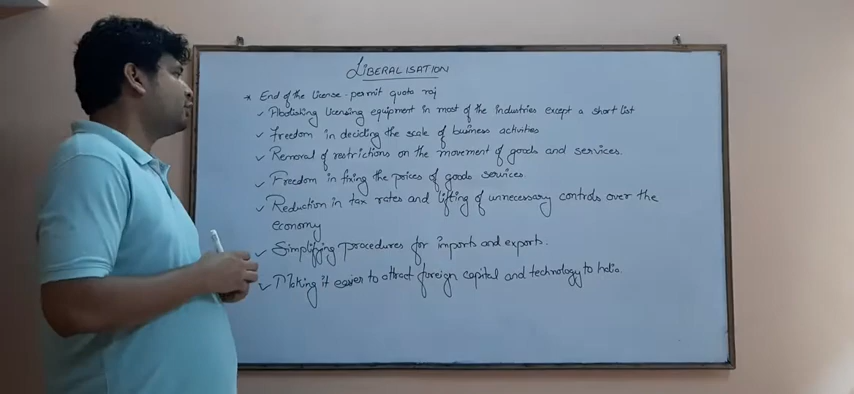 LIBERALISATION
* End of the License-permit quota raj
✓ Abolishing licensing equipment in most of the industries except a short list
✓ Freedom in deciding the scale of business activities
✓ Removal of restrictions on the movement of goods and services.
✓ Freedom in fixing the prices of goods services.
✓ Reduction in tax rates and lifting of unnecessary controls over the
economy
✓ Simplifying procedures for imports and exports.
✓ Making it easier to attract foreign capital and technology to India.